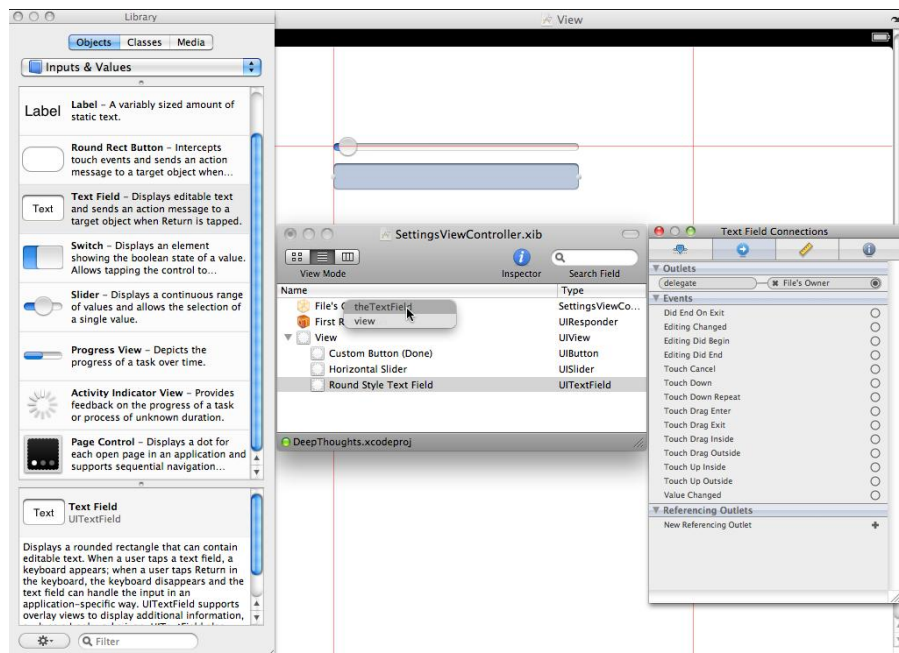 Library
Objects Classes Media
Inputs & Values
Label
Label – A variably sized amount of
static text.
Round Rect Button – Intercepts
touch events and sends an action
message to a target object when...
Text
Text Field – Displays editable text
and sends an action message to a
target object when Return is tapped.
Switch – Displays an element
showing the boolean state of a value.
Allows tapping the control to...
Slider – Displays a continuous range
of values and allows the selection of
a single value.
Progress View – Depicts the
progress of a task over time.
Activity Indicator View – Provides
feedback on the progress of a task
or process of unknown duration.
Page Control – Displays a dot for
each open page in an application and
supports sequential navigation...
Text
Text Field
UITextField
Displays a rounded rectangle that can contain
editable text. When a user taps a text field, a
keyboard appears; when a user taps Return in
the keyboard, the keyboard disappears and the
text field can handle the input in an
application-specific way. UITextField supports
overlay views to display additional information,
Filter
View
SettingsViewController.xib
View Mode Inspector Search Field
Name Type
File's theTextField SettingsViewCo...
First R view UIResponder
View UIView
Custom Button (Done) UIButton
Horizontal Slider UISlider
Round Style Text Field UITextField
DeepThoughts.xcodeproj
Text Field Connections
Outlets
delegate File's Owner
Events
Did End On Exit
Editing Changed
Editing Did Begin
Editing Did End
Touch Cancel
Touch Down
Touch Down Repeat
Touch Drag Enter
Touch Drag Exit
Touch Drag Inside
Touch Drag Outside
Touch Up Inside
Touch Up Outside
Value Changed
Referencing Outlets
New Referencing Outlet